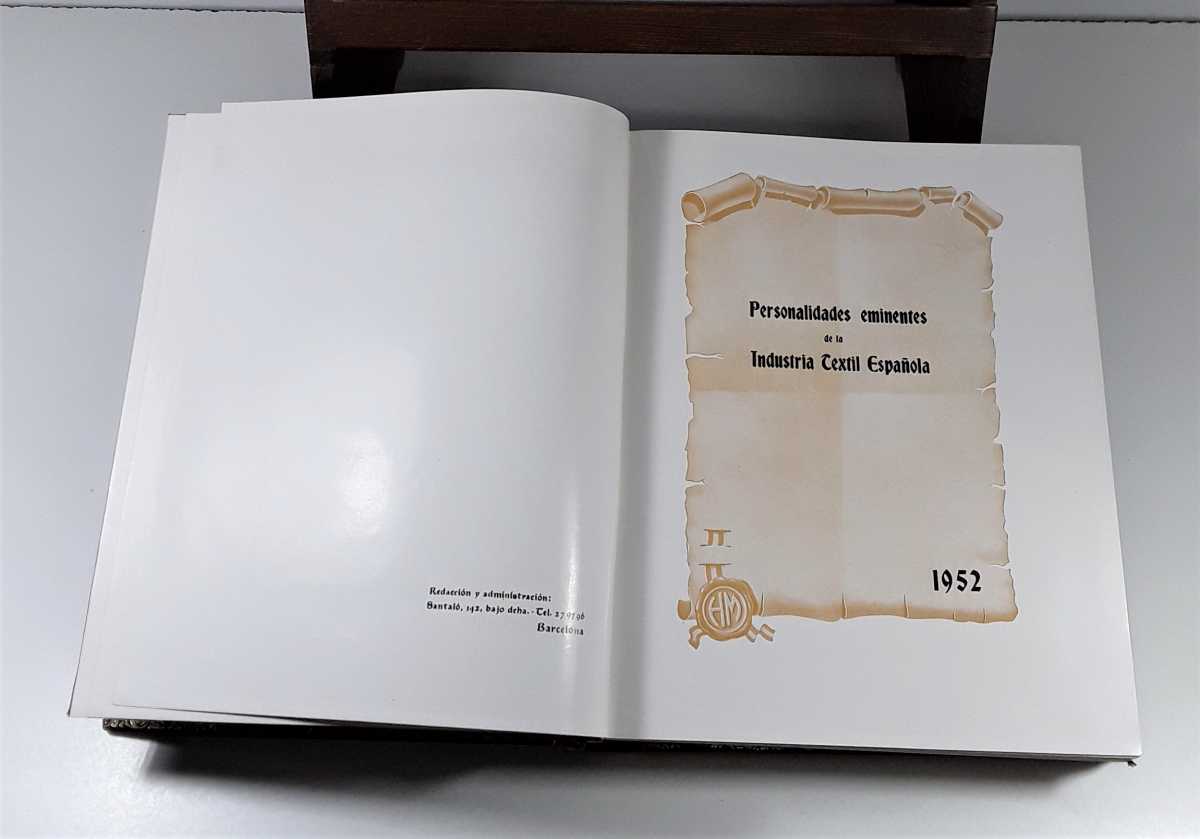 Redacción y administración:
Santaló, 142, bajo dcha. - Tel. 27 97 96
Barcelona
Personalidades eminentes
de la
Industria Textil Española
1952
HM